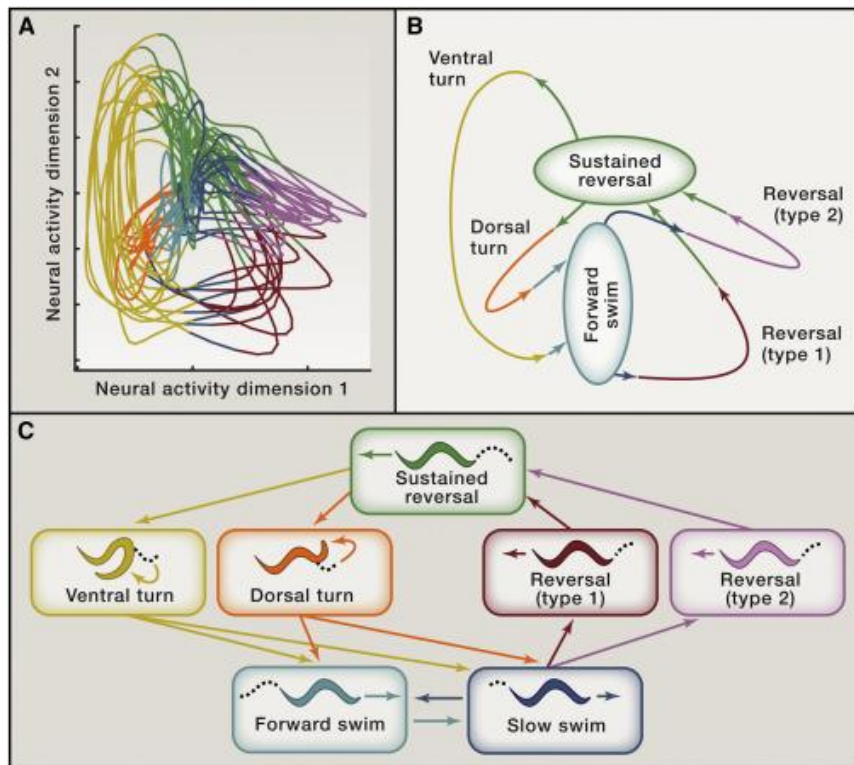 A
Neural activity dimension 2
Neural activity dimension 1
B
Ventral
turn
Sustained
reversal
Reversal
(type 2)
Dorsal
turn
Forward
swim
Reversal
(type 1)
C
Sustained
reversal
Ventral turn
Dorsal turn
Reversal
(type 1)
Reversal
(type 2)
Forward swim
Slow swim